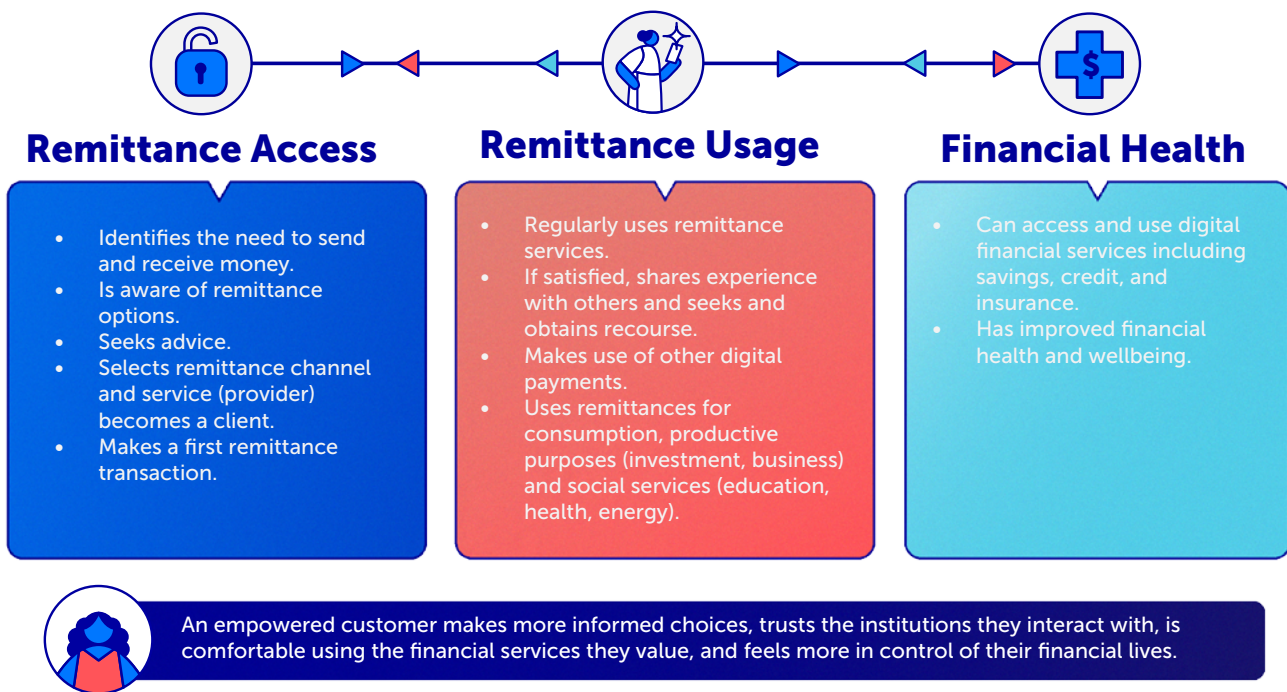 $
Remittance Access
Remittance Usage
Financial Health
• Identifies the need to send
and receive money.
• Is aware of remittance
options.
• Seeks advice.
• Selects remittance channel
and service (provider)
becomes a client.
• Makes a first remittance
transaction.
• Regularly uses remittance
services.
• If satisfied, shares experience
with others and seeks and
obtains recourse.
• Makes use of other digital
payments.
• Uses remittances for
consumption, productive
purposes (investment, business)
and social services (education,
health, energy).
• Can access and use digital
financial services including
savings, credit, and
insurance.
• Has improved financial
health and wellbeing.
An empowered customer makes more informed choices, trusts the institutions they interact with, is
comfortable using the financial services they value, and feels more in control of their financial lives.